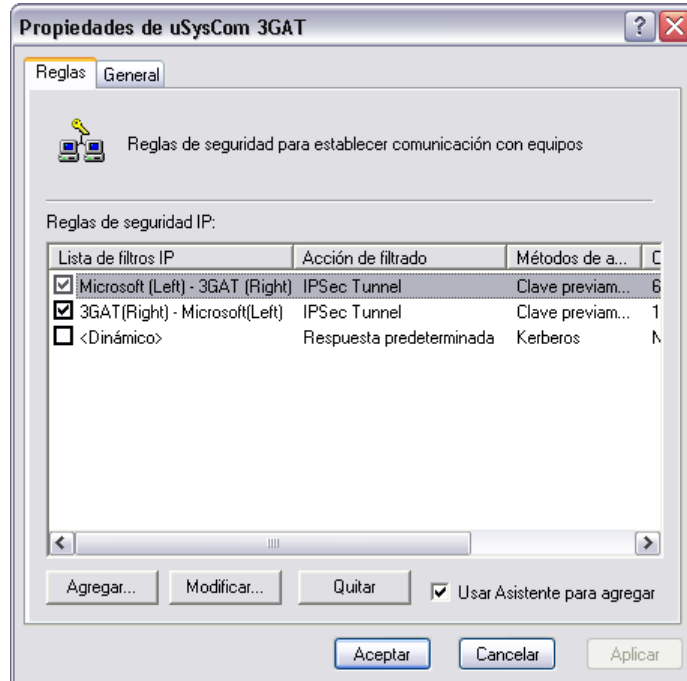 Propiedades de uSysCom 3GAT
Reglas General
Reglas de seguridad para establecer comunicación con equipos
Reglas de seguridad IP:
Lista de filtros IP Acción de filtrado Métodos de a... C
Microsoft (Left) - 3GAT (Right) IPSec Tunnel Clave previam... 6
3GAT(Right) - Microsoft(Left) IPSec Tunnel Clave previam... 1
<Dinámico> Respuesta predeterminada Kerberos N
Agregar... Modificar... Quitar Usar Asistente para agregar
Aceptar Cancelar Aplicar